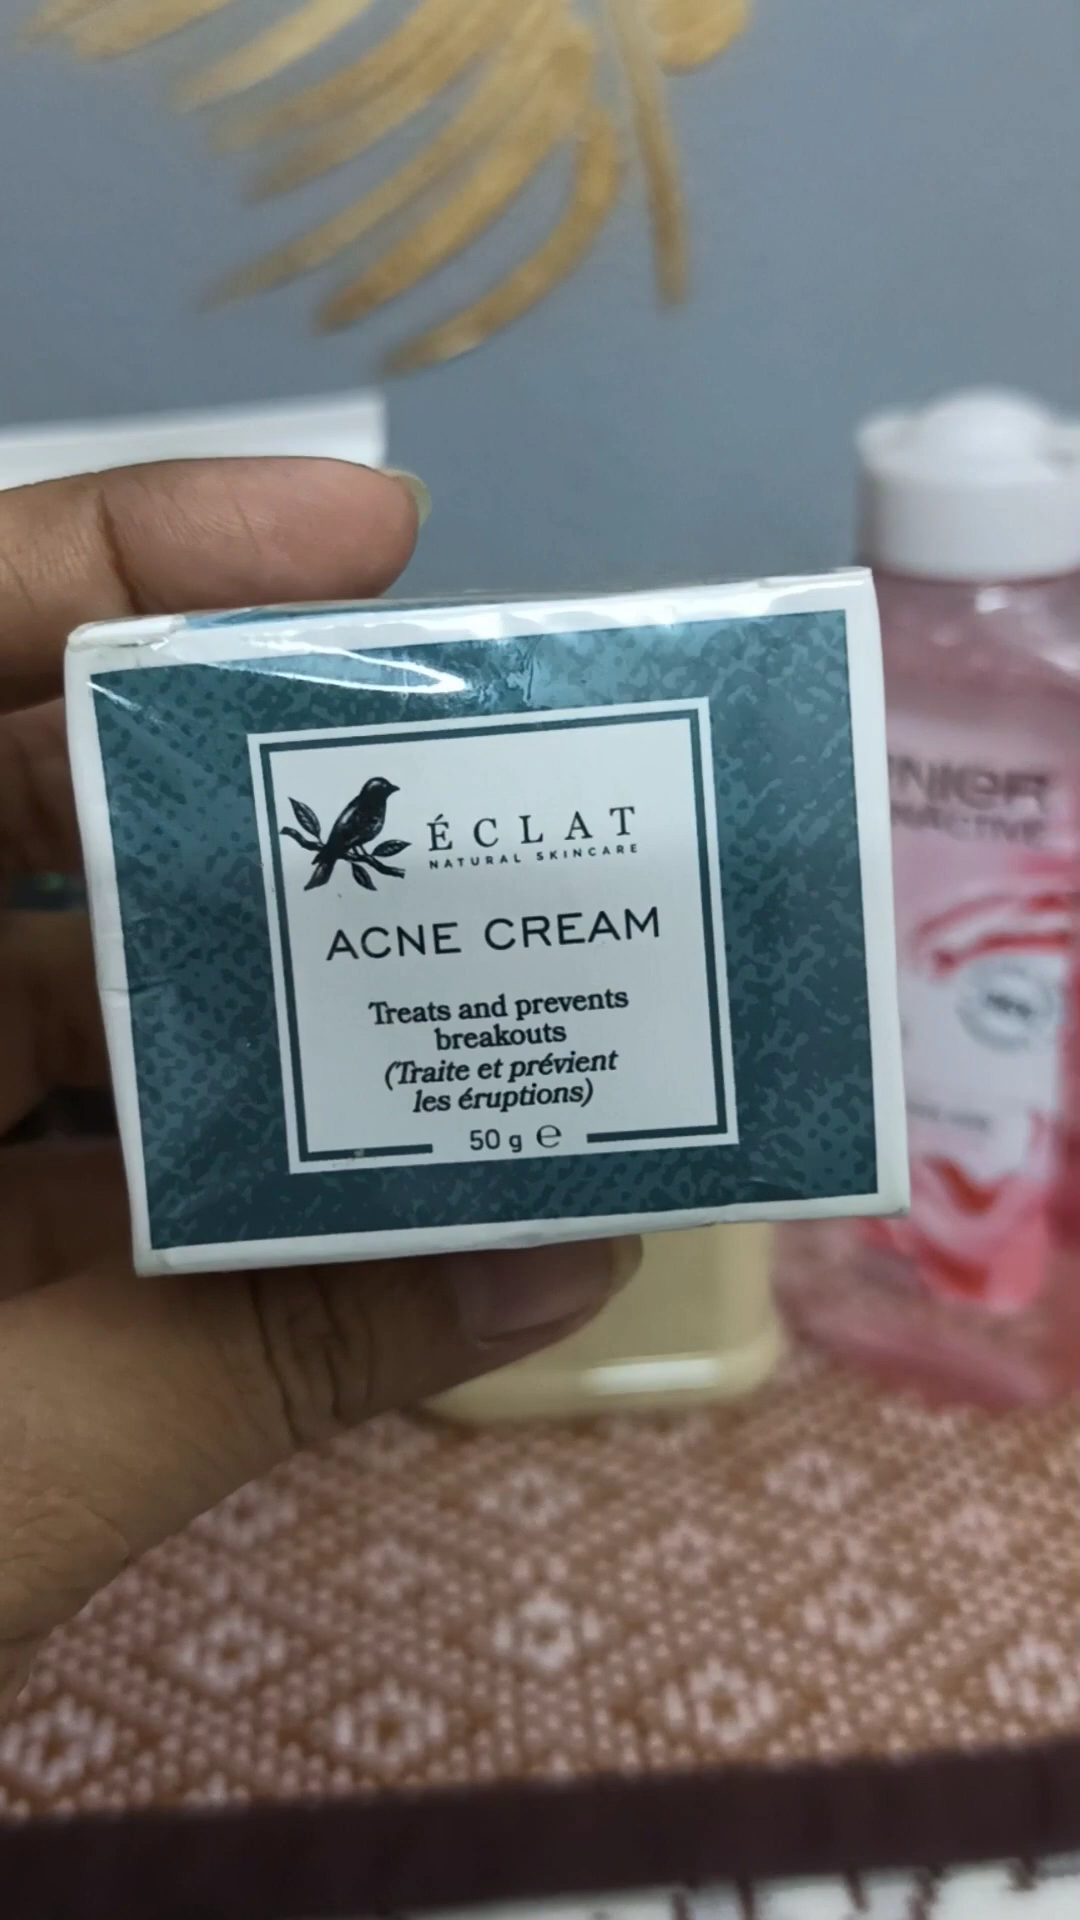 ÉCLAT
NATURAL SKINCARE
ACNE CREAM
Treats and prevents
breakouts
(Traite et prévient
les éruptions)
50 g ℮